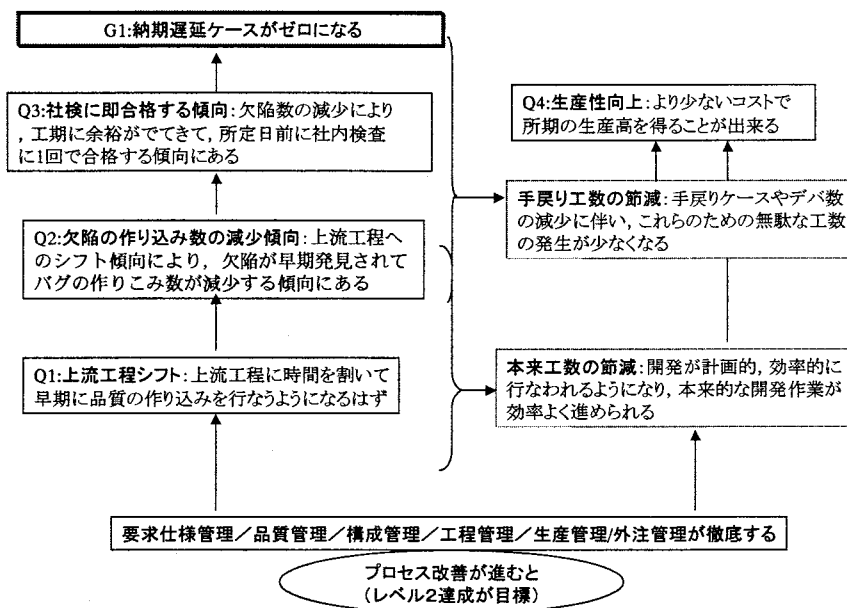 G1:納期遅延ケースがゼロになる
Q3:社検に即合格する傾向:欠陥数の減少により
,工期に余裕がでてきて,所定日前に社内検査
に1回で合格する傾向にある
Q4:生産性向上:より少ないコストで
所期の生産高を得ることが出来る
手戻り工数の節減:手戻りケースやデバ数
の減少に伴い,これらのための無駄な工数
の発生が少なくなる
Q2:欠陥の作り込み数の減少傾向:上流工程へ
のシフト傾向により, 欠陥が早期発見されて
バグの作りこみ数が減少する傾向にある
Q1:上流工程シフト:上流工程に時間を割いて
早期に品質の作り込みを行なうようになるはず
本来工数の節減:開発が計画的,効率的に
行なわれるようになり,本来的な開発作業が
効率よく進められる
要求仕様管理/品質管理/構成管理/工程管理/生産管理/外注管理が徹底する
プロセス改善が進むと
(レベル2達成が目標)